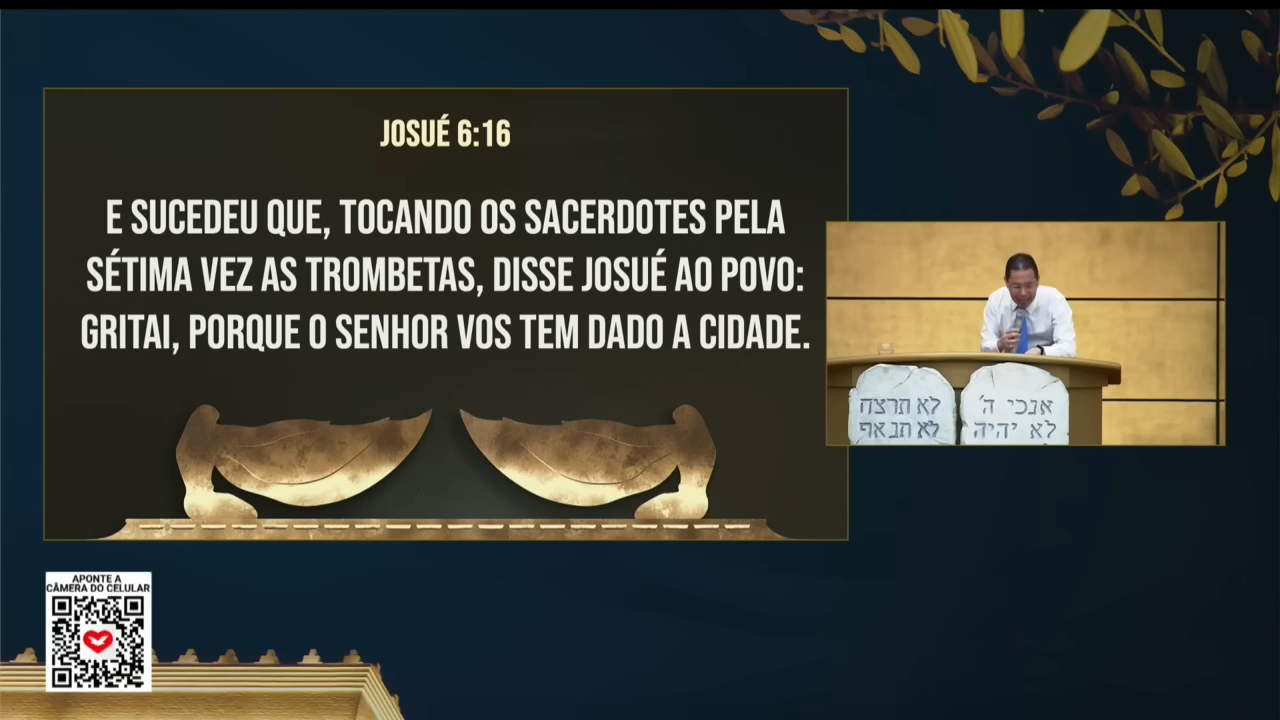 JOSUÉ 6:16
E SUCEDEU QUE, TOCANDO OS SACERDOTES PELA
SÉTIMA VEZ AS TROMBETAS, DISSE JOSUÉ AO POVO:
GRITAI, PORQUE O SENHOR VOS TEM DADO A CIDADE.
לא תרצח
לא תנאף
אנכי ה׳
לא יהיה
APONTE A
CÂMERA DO CELULAR